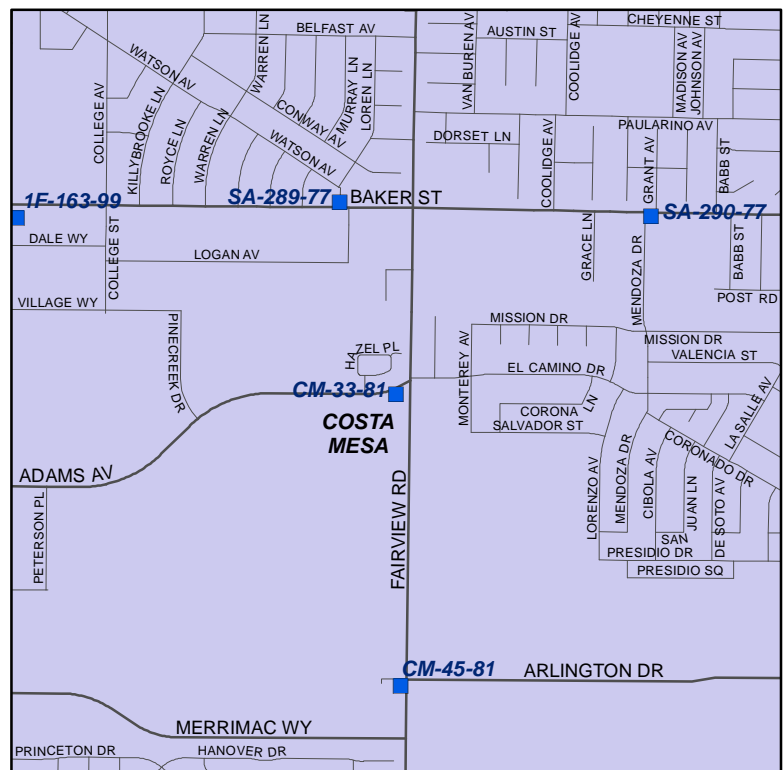 CHEYENNE ST
BELFAST AV
AUSTIN ST
WATSON AV
WARREN LN
VAN BUREN AV
COOLIDGE AV
MADISON AV
JOHNSON AV
COLLEGE AV
KILLYBROOKE LN
ROYCE LN
WARREN LN
CONWAY AV
WATSON AV
MURRAY LN
LOREN LN
DORSET LN
PAULARINO AV
COOLIDGE AV
GRANT AV
BABB ST
1F-163-99
SA-289-77
BAKER ST
SA-290-77
DALE WY
COLLEGE ST
LOGAN AV
GRACE LN
MENDOZA DR
BABB ST
POST RD
VILLAGE WY
PINECREEK DR
HAZEL PL
MISSION DR
MISSION DR
VALENCIA ST
MONTEREY AV
EL CAMINO DR
CM-33-81
COSTA
MESA
CORONA
LN
SALVADOR ST
LA SALLE AV
CORONADO DR
ADAMS AV
PETERSON PL
FAIRVIEW RD
LORENZO AV
MENDOZA DR
CIBOLA AV
SAN
JUAN LN
DE SOTO AV
PRESIDIO DR
PRESIDIO SQ
CM-45-81
ARLINGTON DR
MERRIMAC WY
PRINCETON DR
HANOVER DR